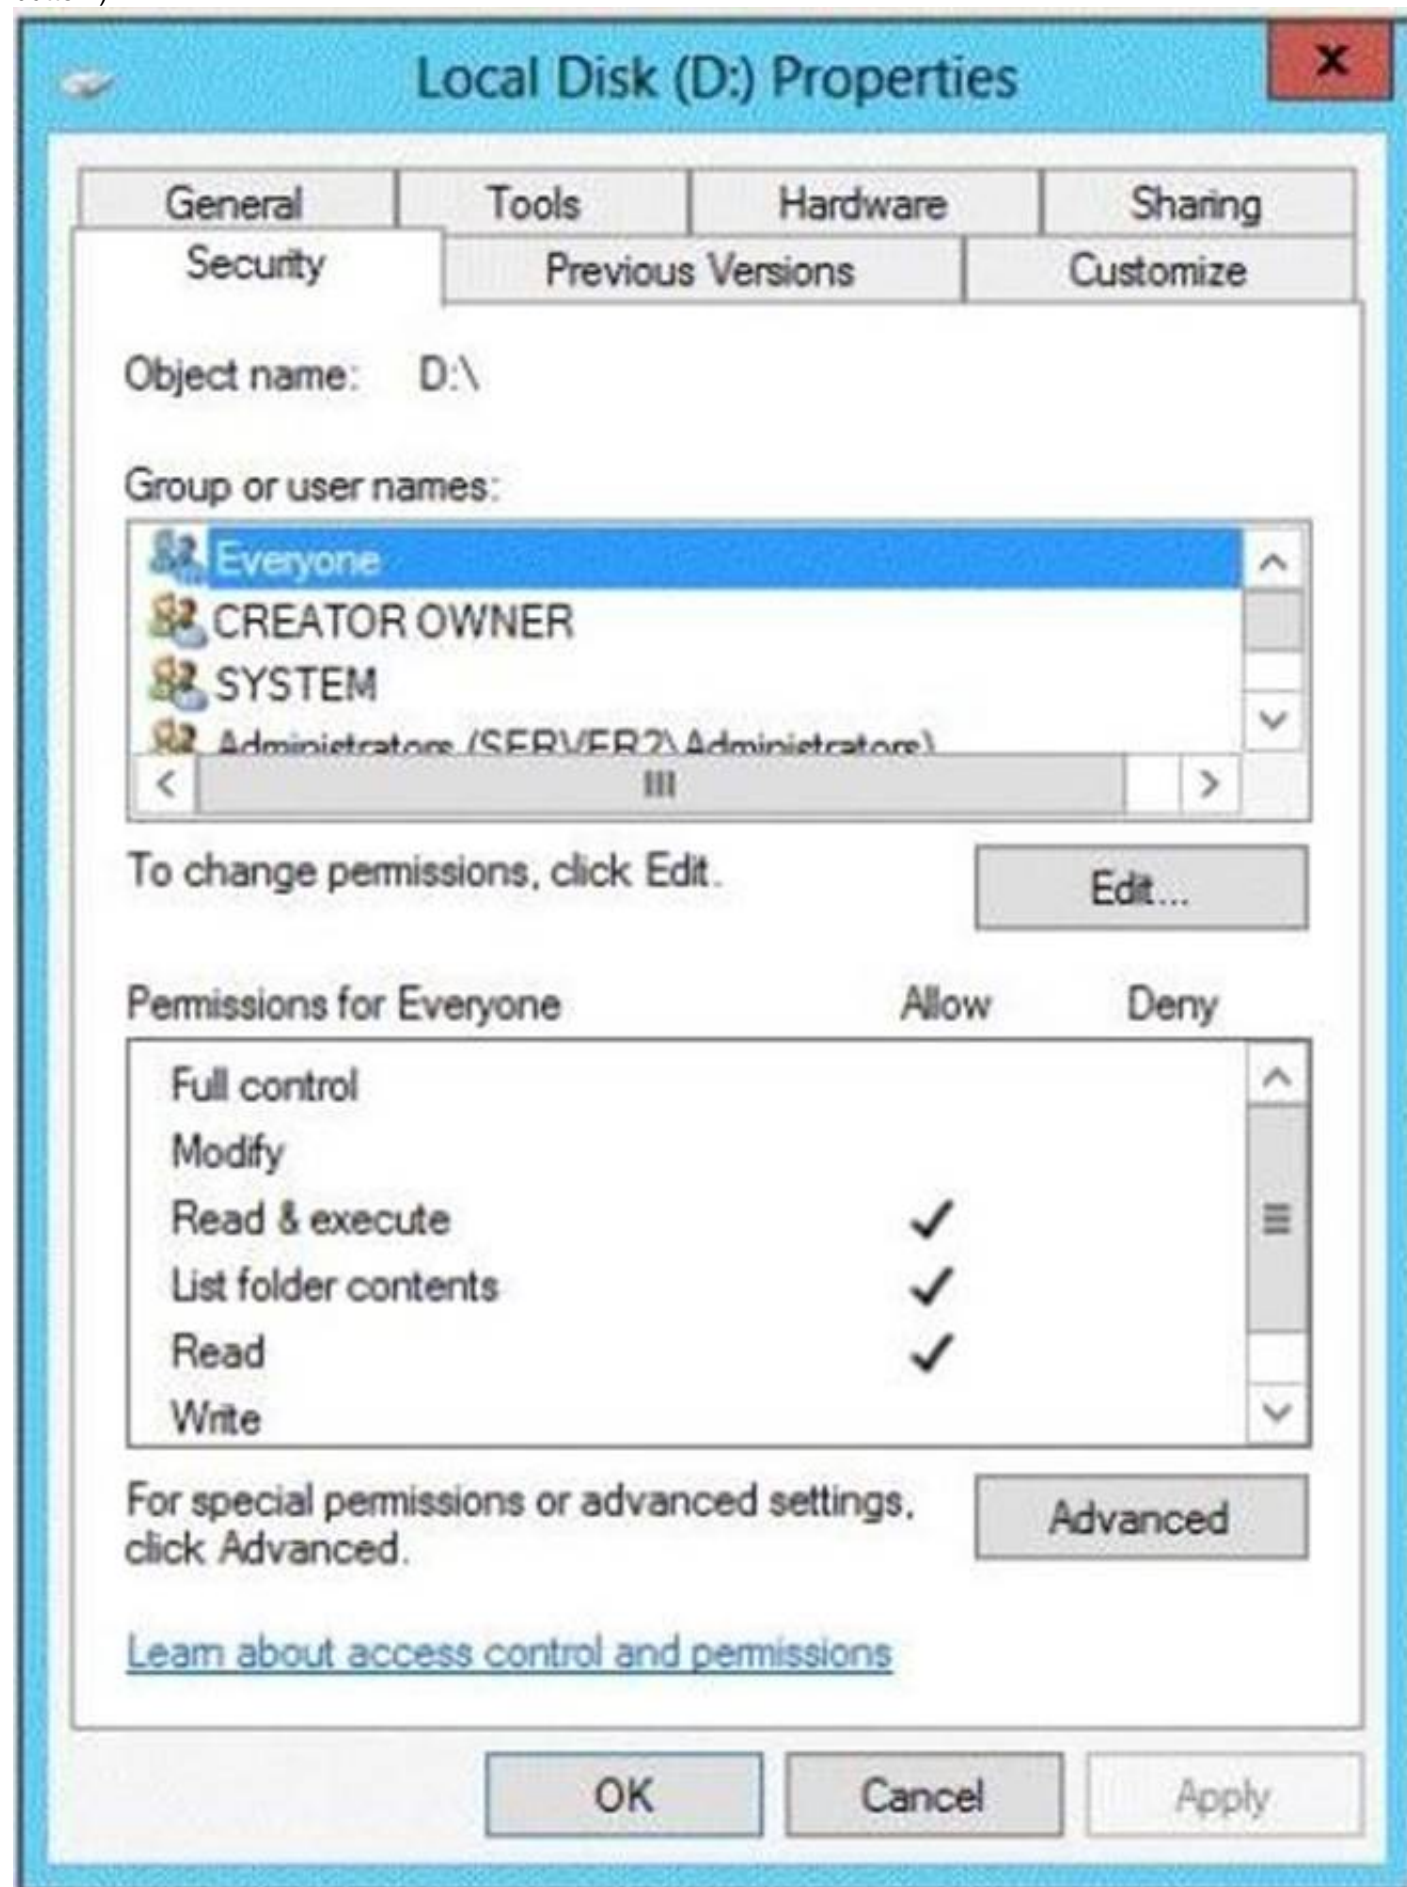 Local Disk (D:) Properties
x
General Tools Hardware Sharing
Security Previous Versions Customize
Object name: D:\
Group or user names:
Everyone
CREATOR OWNER
SYSTEM
Administrators (SERVER2\Administrators)
To change permissions, click Edit.
Edit...
Permissions for Everyone Allow Deny
Full control
Modify
Read & execute
List folder contents
Read
Write
For special permissions or advanced settings,
click Advanced.
Advanced
Learn about access control and permissions
OK Cancel Apply